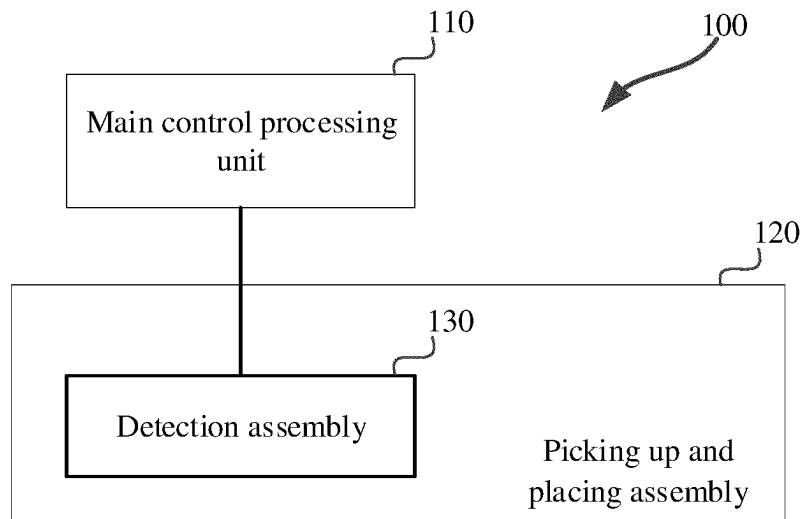 110
100
Main control processing
unit
120
130
Detection assembly
Picking up and
placing assembly